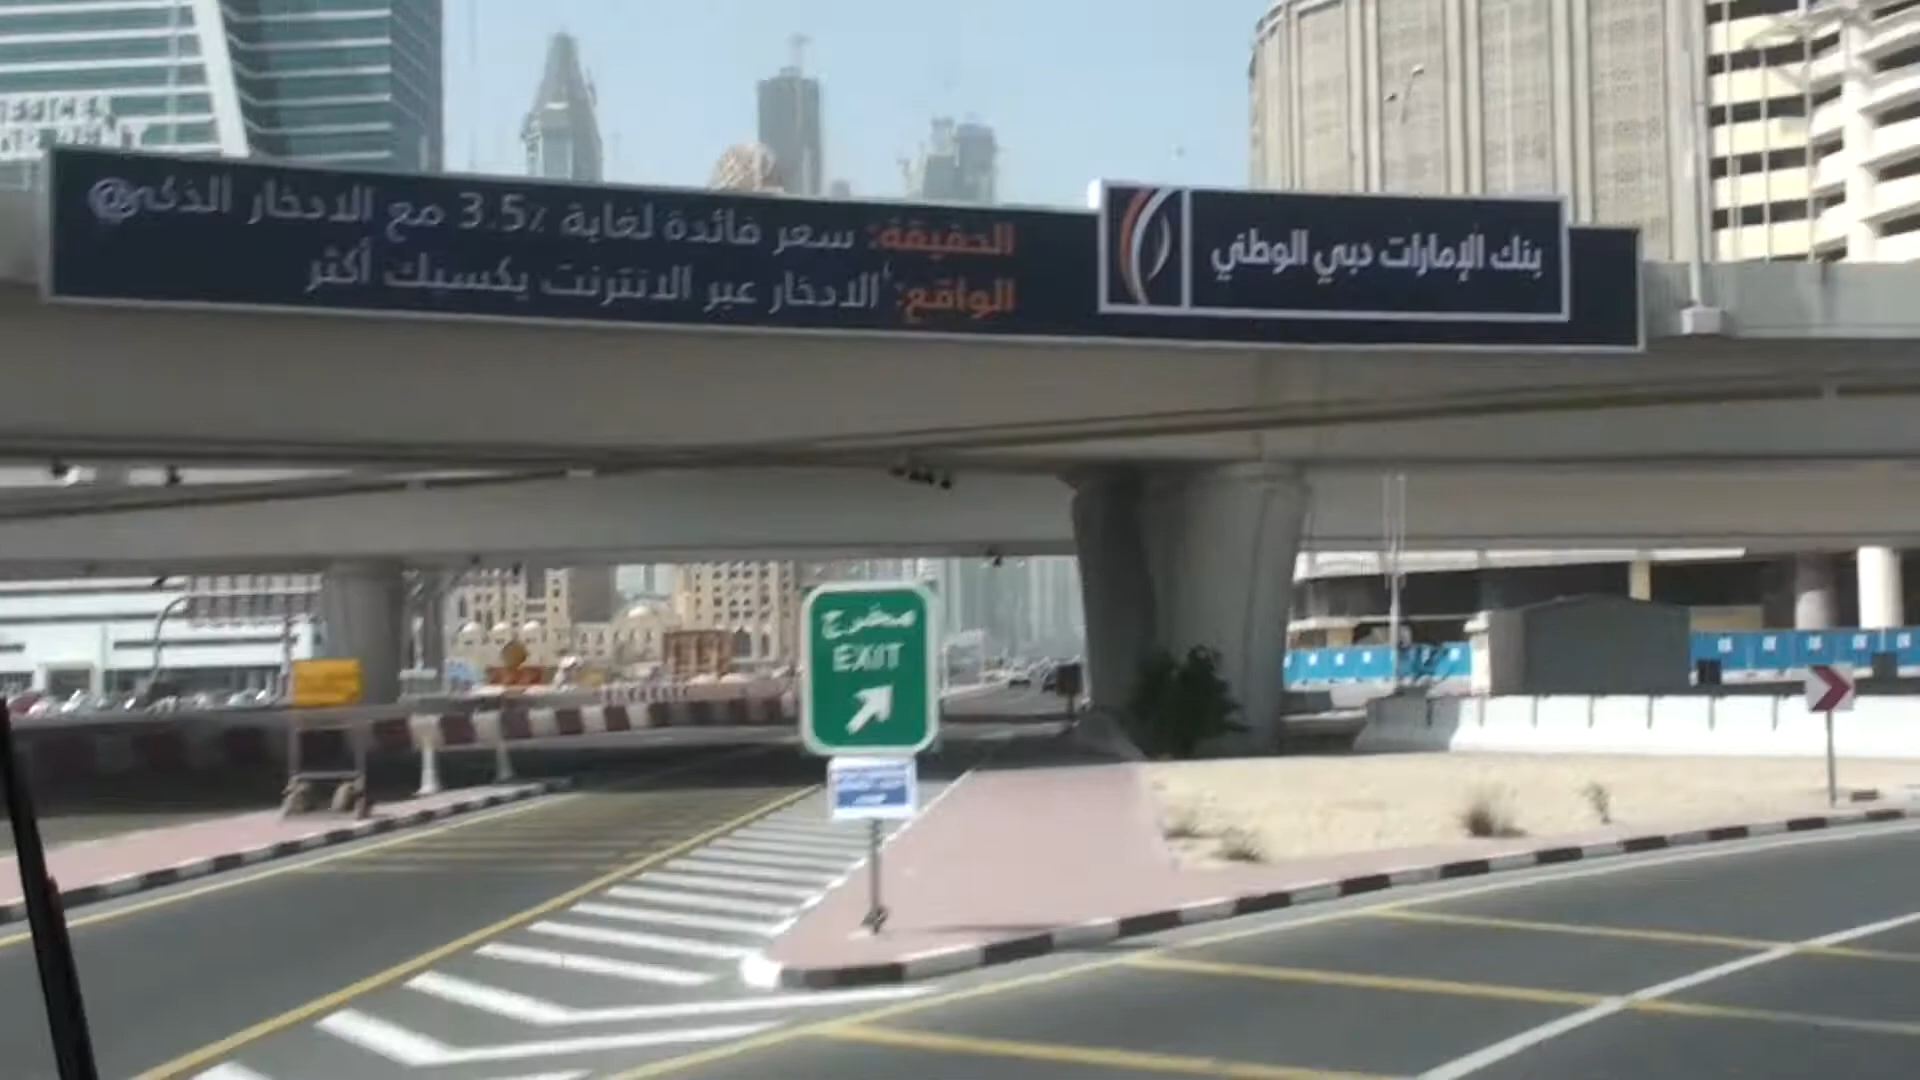 الحقيقة: سعر فائدة لغاية 3.5٪ مع الادخار الذكي@
الواقع: الادخار عبر الانترنت يكسبك أكثر
بنك الإمارات دبي الوطني
مخرج
EXIT